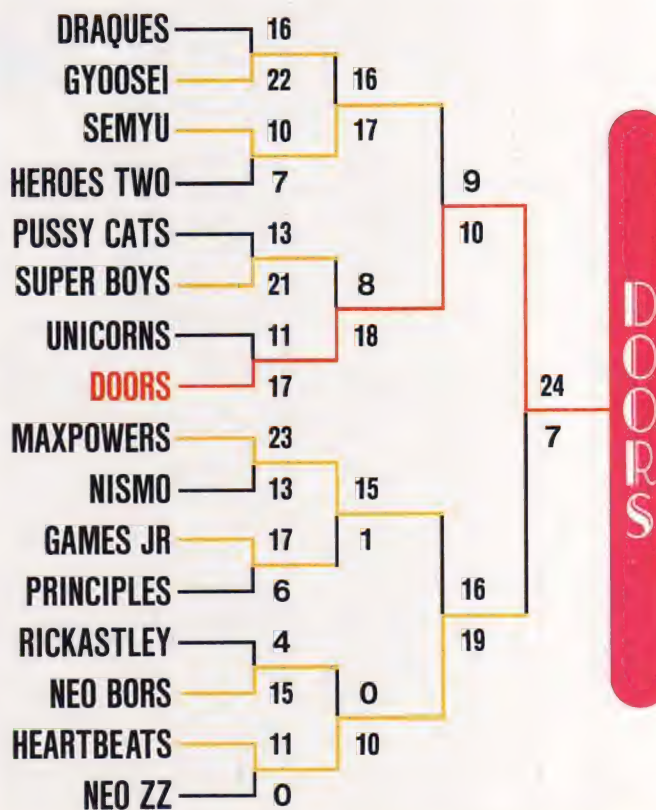 DRAQUES 16
GYOOSEI 22 16
SEMYU 10 17
HEROES TWO 7 9
PUSSY CATS 13 10
SUPER BOYS 21 8
UNICORNS 11 18
DOORS 17 24
MAXPOWERS 23 7
NISMO 13 15
GAMES JR 17 1
PRINCIPLES 6 16
RICKASTLEY 4 19
NEO BORS 15 0
HEARTBEATS 11 10
NEO ZZ 0
DOORS